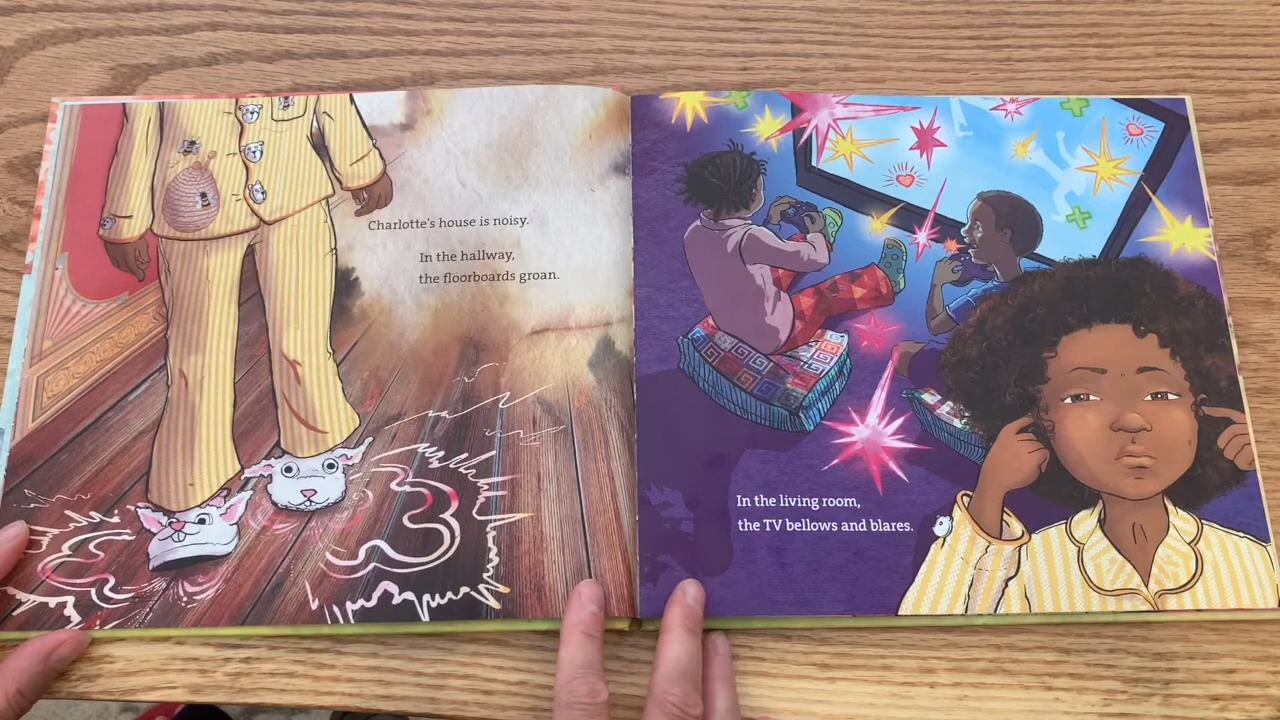 Charlotte's house is noisy.
In the hallway,
the floorboards groan.
In the living room,
the TV bellows and blares.